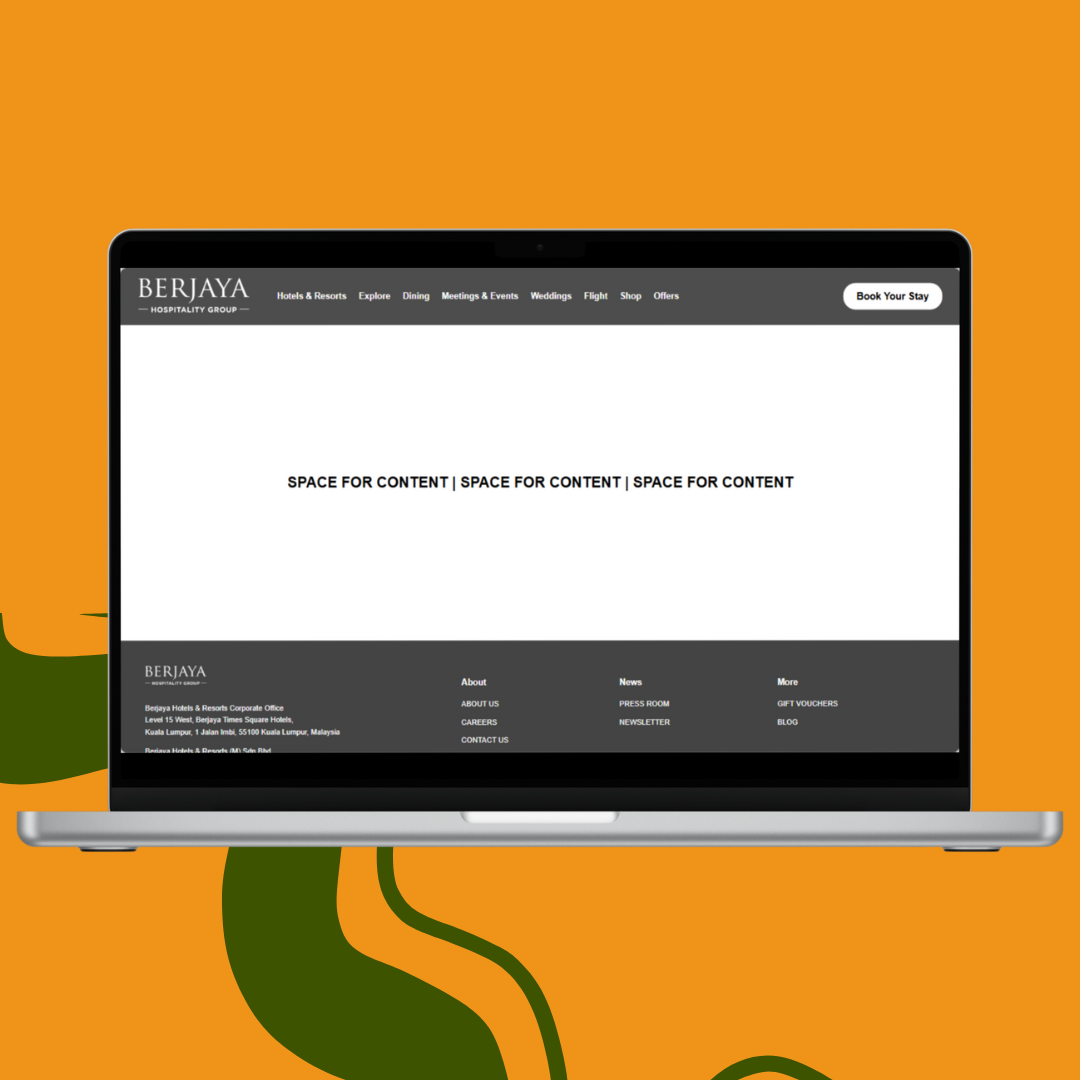 BERJAYA
HOSPITALITY GROUP
Hotels & Resorts Explore Dining Meetings & Events Weddings Flight Shop Offers
Book Your Stay
SPACE FOR CONTENT | SPACE FOR CONTENT | SPACE FOR CONTENT
BERJAYA
HOSPITALITY GROUP
Berjaya Hotels & Resorts Corporate Office
Level 15 West, Berjaya Times Square Hotels,
Kuala Lumpur, 1 Jalan Imbi, 55100 Kuala Lumpur, Malaysia
Berjaya Hotels & Resorts (M) Sdn Bhd
About
ABOUT US
CAREERS
CONTACT US
News
PRESS ROOM
NEWSLETTER
More
GIFT VOUCHERS
BLOG